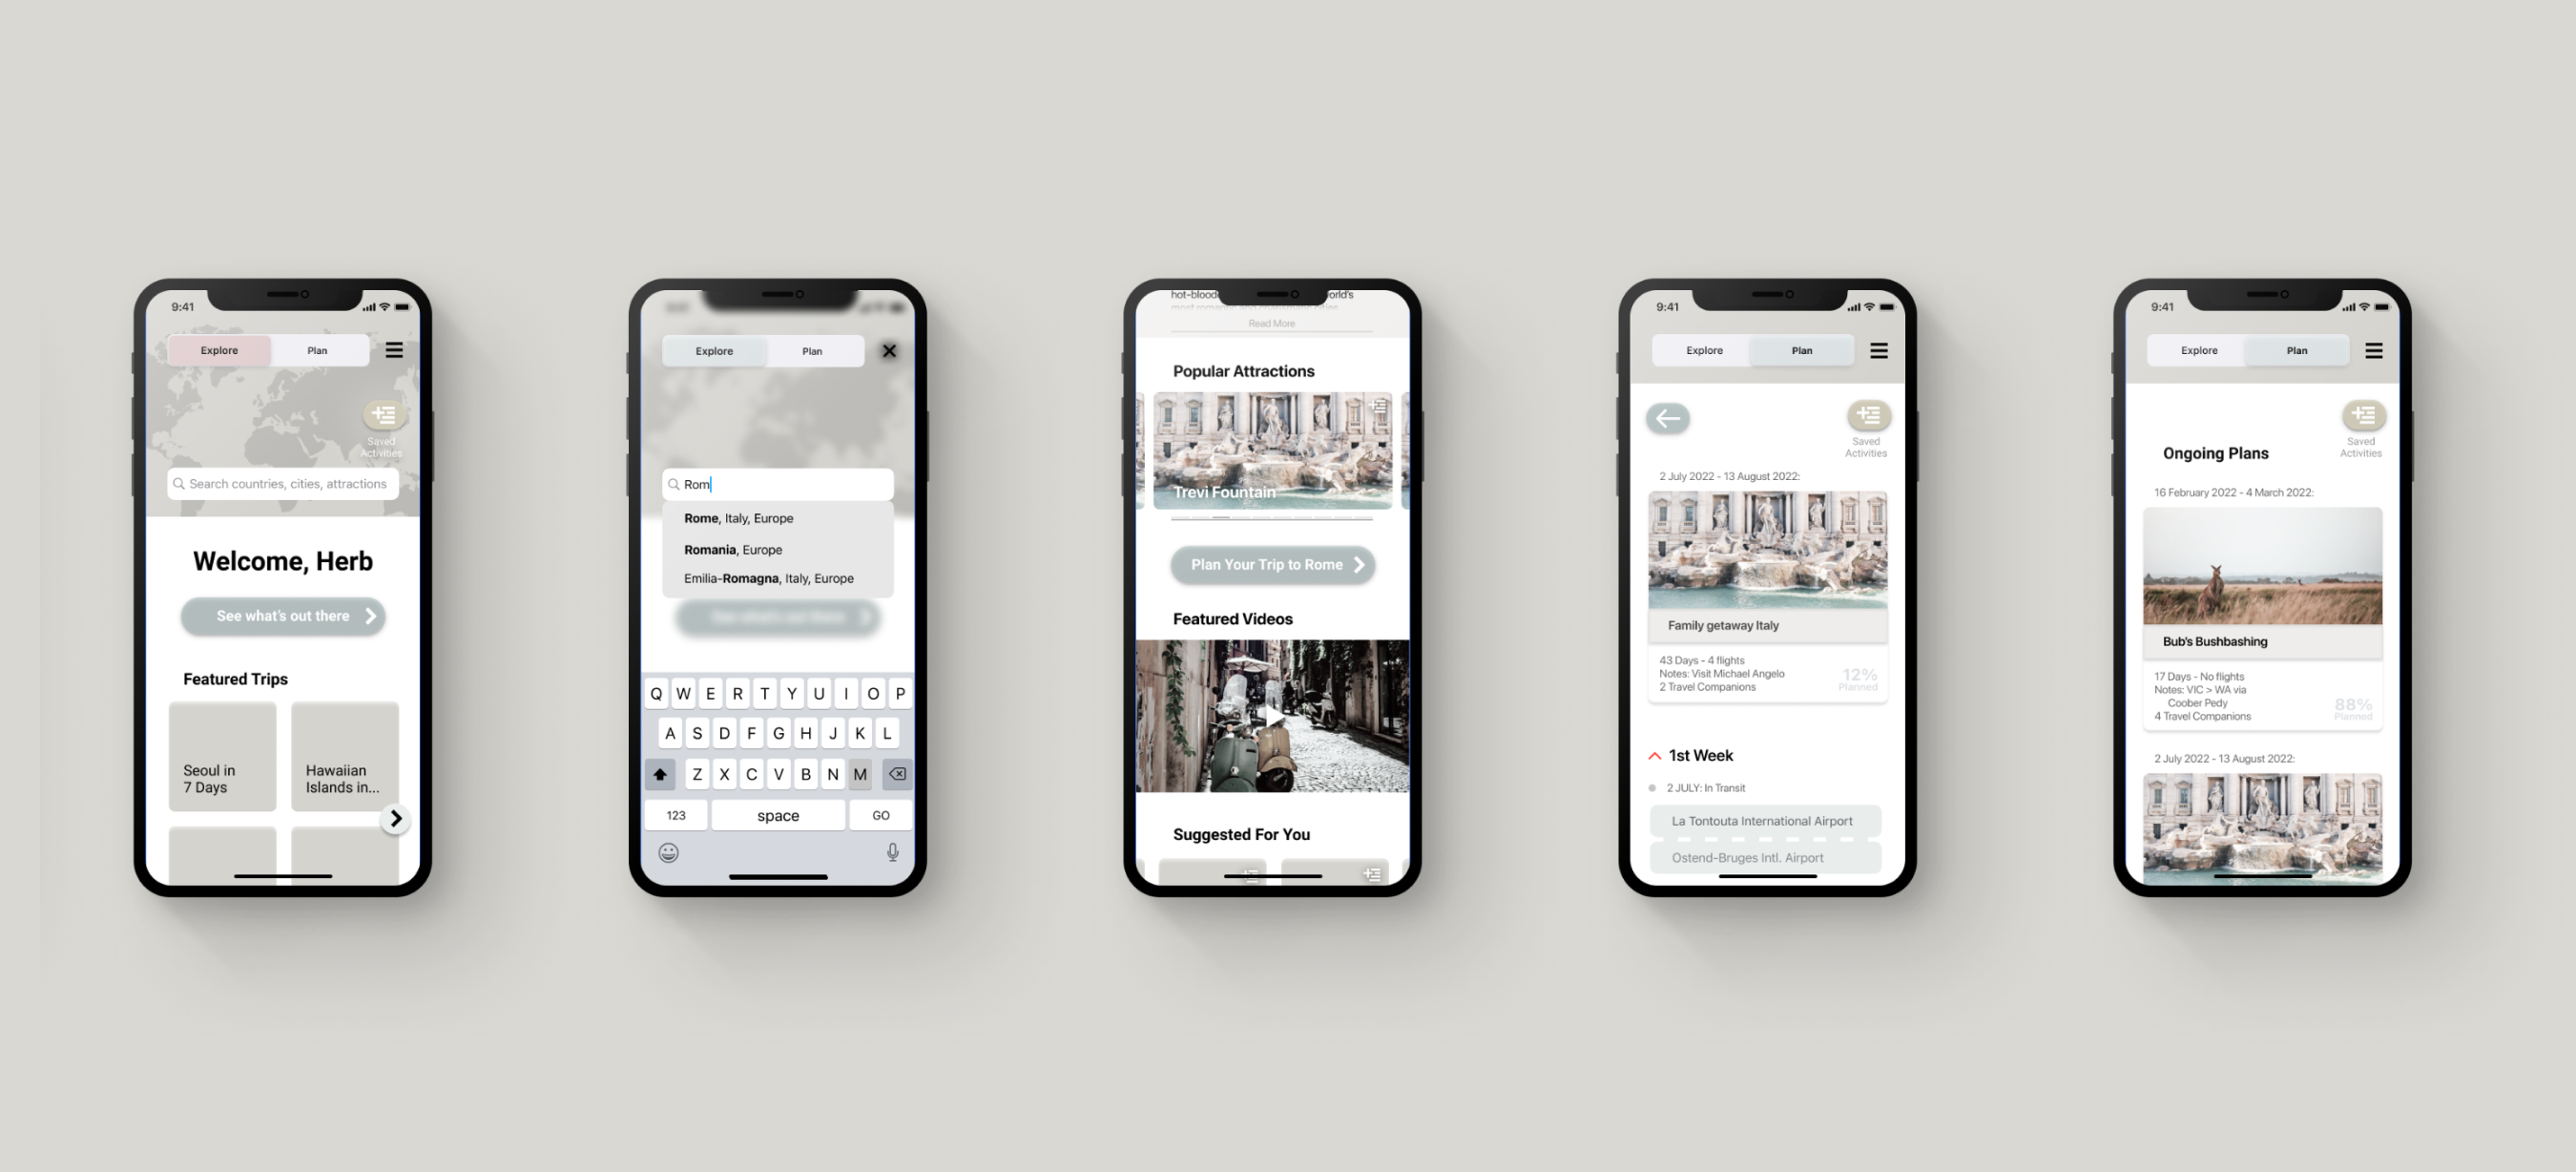 9:41
Explore
Plan
Saved
Activities
Search countries, cities, attractions
Welcome, Herb
See what's out there
Featured Trips
Seoul in
7 Days
Hawaiian
Islands in...
Explore
Plan
Rom
Rome, Italy, Europe
Romania, Europe
Emilia-Romagna, Italy, Europe
See what's out there
Q W E R T Y U I O P
A S D F G H J K L
Z X C V B N M
123
space
GO
Read More
Popular Attractions
Trevi Fountain
Plan Your Trip to Rome
Featured Videos
Suggested For You
9:41
Explore
Plan
Saved
Activities
2 July 2022 - 13 August 2022:
Family getaway Italy
43 Days - 4 flights
Notes: Visit Michael Angelo
2 Travel Companions
12%
Planned
1st Week
2 JULY: In Transit
La Tontouta International Airport
Ostend-Bruges Intl. Airport
9:41
Explore
Plan
Saved
Activities
Ongoing Plans
16 February 2022 - 4 March 2022:
Bub's Bushbashing
17 Days - No flights
Notes: VIC > WA via
Coober Pedy
4 Travel Companions
88%
Planned
2 July 2022 - 13 August 2022: